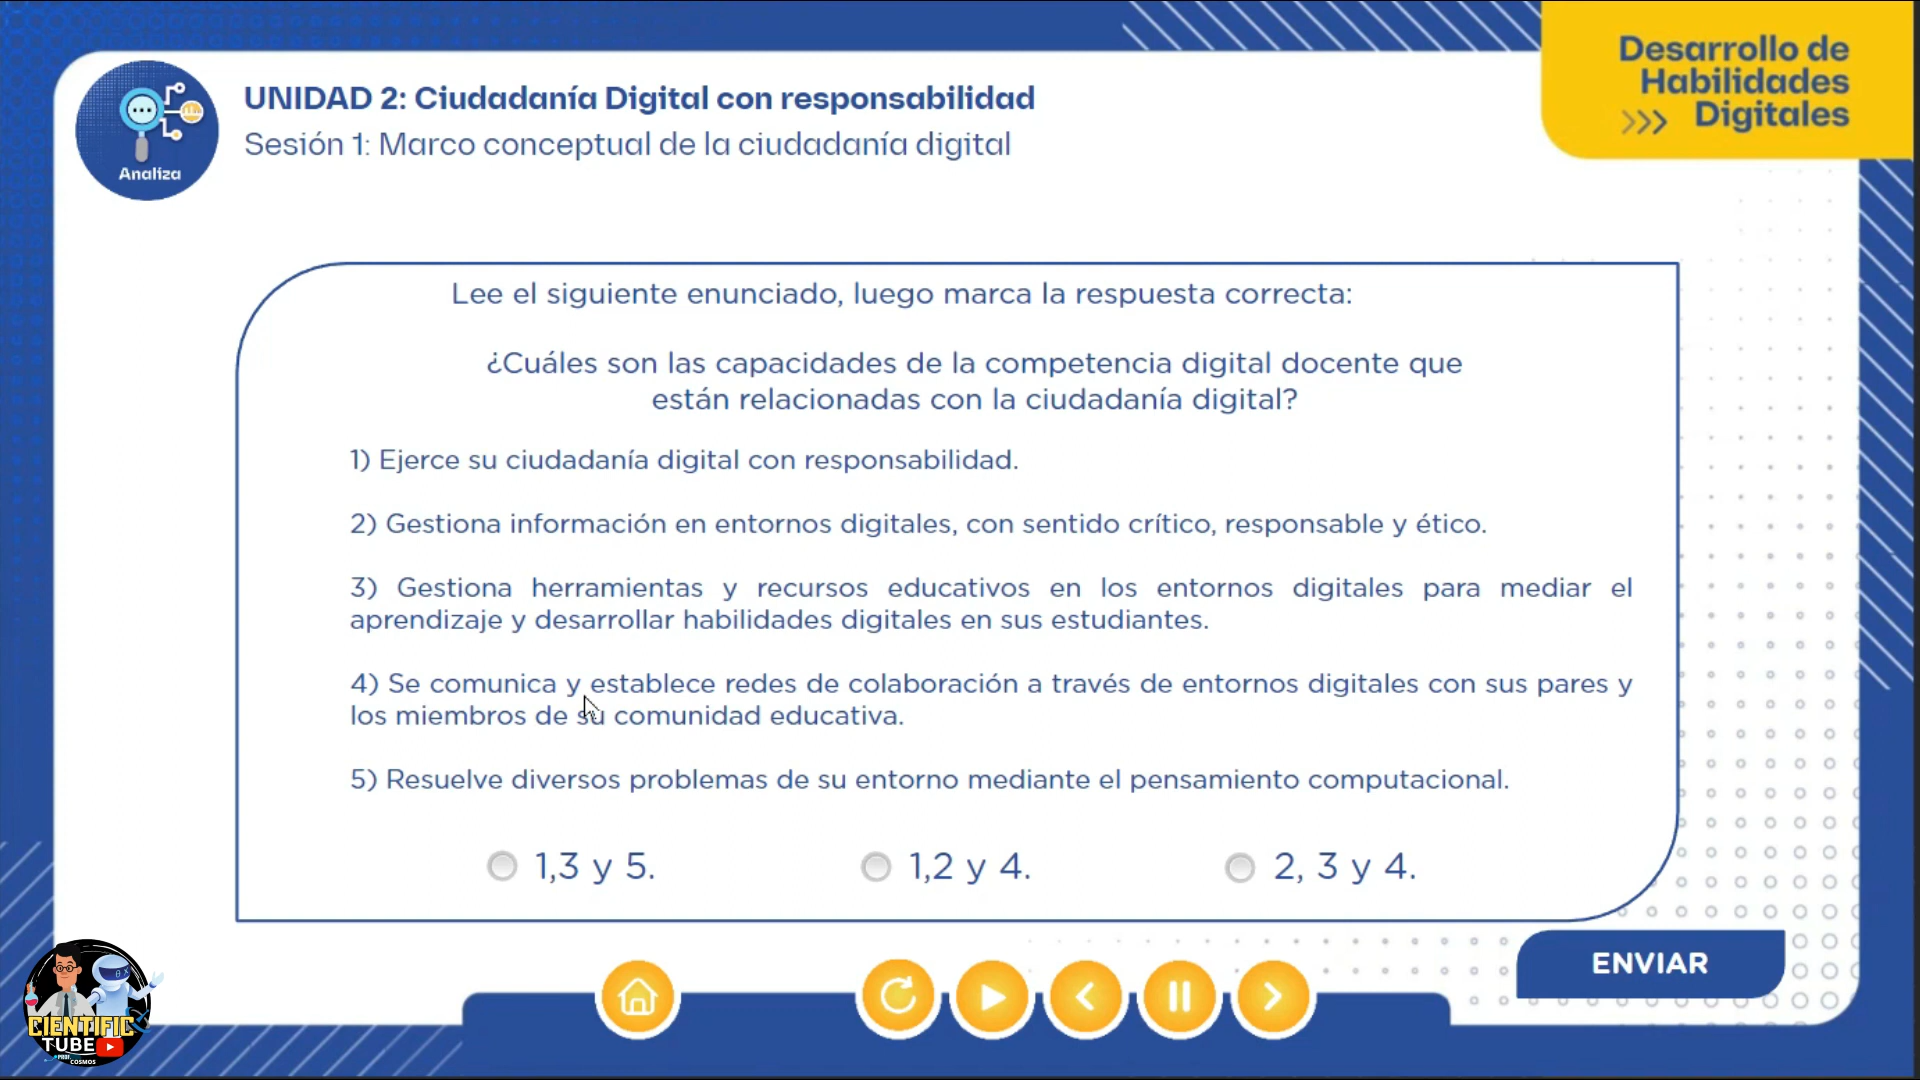 Desarrollo de
Habilidades
>>> Digitales
UNIDAD 2: Ciudadanía Digital con responsabilidad
Sesión 1: Marco conceptual de la ciudadanía digital
Analiza
Lee el siguiente enunciado, luego marca la respuesta correcta:
¿Cuáles son las capacidades de la competencia digital docente que
están relacionadas con la ciudadanía digital?
1) Ejerce su ciudadanía digital con responsabilidad.
2) Gestiona información en entornos digitales, con sentido crítico, responsable y ético.
3) Gestiona herramientas y recursos educativos en los entornos digitales para mediar el
aprendizaje y desarrollar habilidades digitales en sus estudiantes.
4) Se comunica y establece redes de colaboración a través de entornos digitales con sus pares y
los miembros de su comunidad educativa.
5) Resuelve diversos problemas de su entorno mediante el pensamiento computacional.
1,3 y 5.
1,2 y 4.
2, 3 y 4.
ENVIAR
CIENTIFIC
TUBE
PROF.
COSMOS